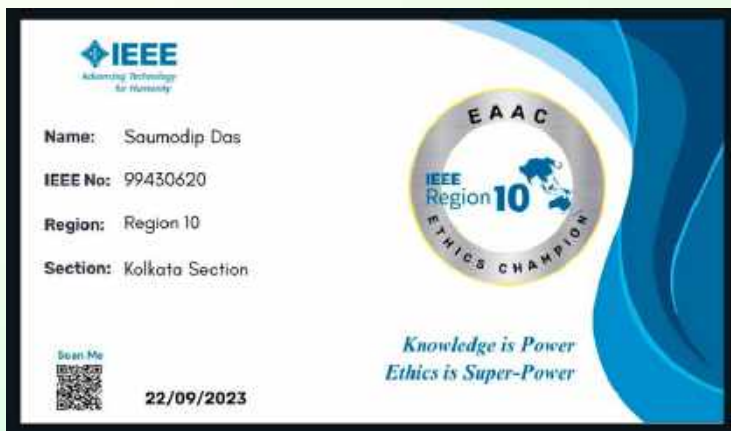 IEEE
Advancing Technology
for Humanity
Name: Saumodip Das
IEEE No: 99430620
Region: Region 10
Section: Kolkata Section
EAAC
IEEE
Region 10
ETHICS CHAMPION
Knowledge is Power
Ethics is Super-Power
Scan Me
22/09/2023